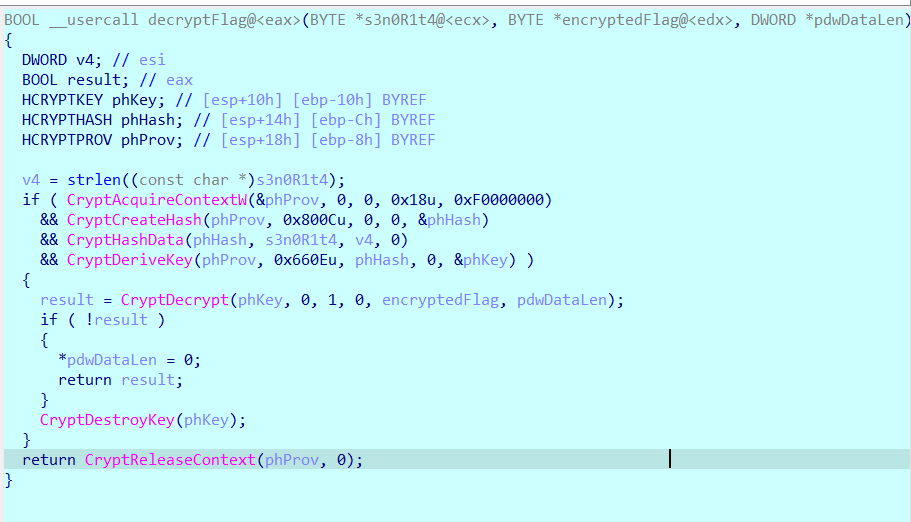 BOOL __usercall decryptFlag@<eax>(BYTE *s3n0R1t4@<ecx>, BYTE *encryptedFlag@<edx>, DWORD *pdwDataLen)
{
  DWORD v4; // esi
  BOOL result; // eax
  HCRYPTKEY phKey; // [esp+10h] [ebp-10h] BYREF
  HCRYPTHASH phHash; // [esp+14h] [ebp-Ch] BYREF
  HCRYPTPROV phProv; // [esp+18h] [ebp-8h] BYREF

  v4 = strlen((const char *)s3n0R1t4);
  if ( CryptAcquireContextW(&phProv, 0, 0, 0x18u, 0xF0000000)
    && CryptCreateHash(phProv, 0x800Cu, 0, 0, &phHash)
    && CryptHashData(phHash, s3n0R1t4, v4, 0)
    && CryptDeriveKey(phProv, 0x660Eu, phHash, 0, &phKey) )
  {
    result = CryptDecrypt(phKey, 0, 1, 0, encryptedFlag, pdwDataLen);
    if ( !result )
    {
      *pdwDataLen = 0;
      return result;
    }
    CryptDestroyKey(phKey);
  }
  return CryptReleaseContext(phProv, 0);
}